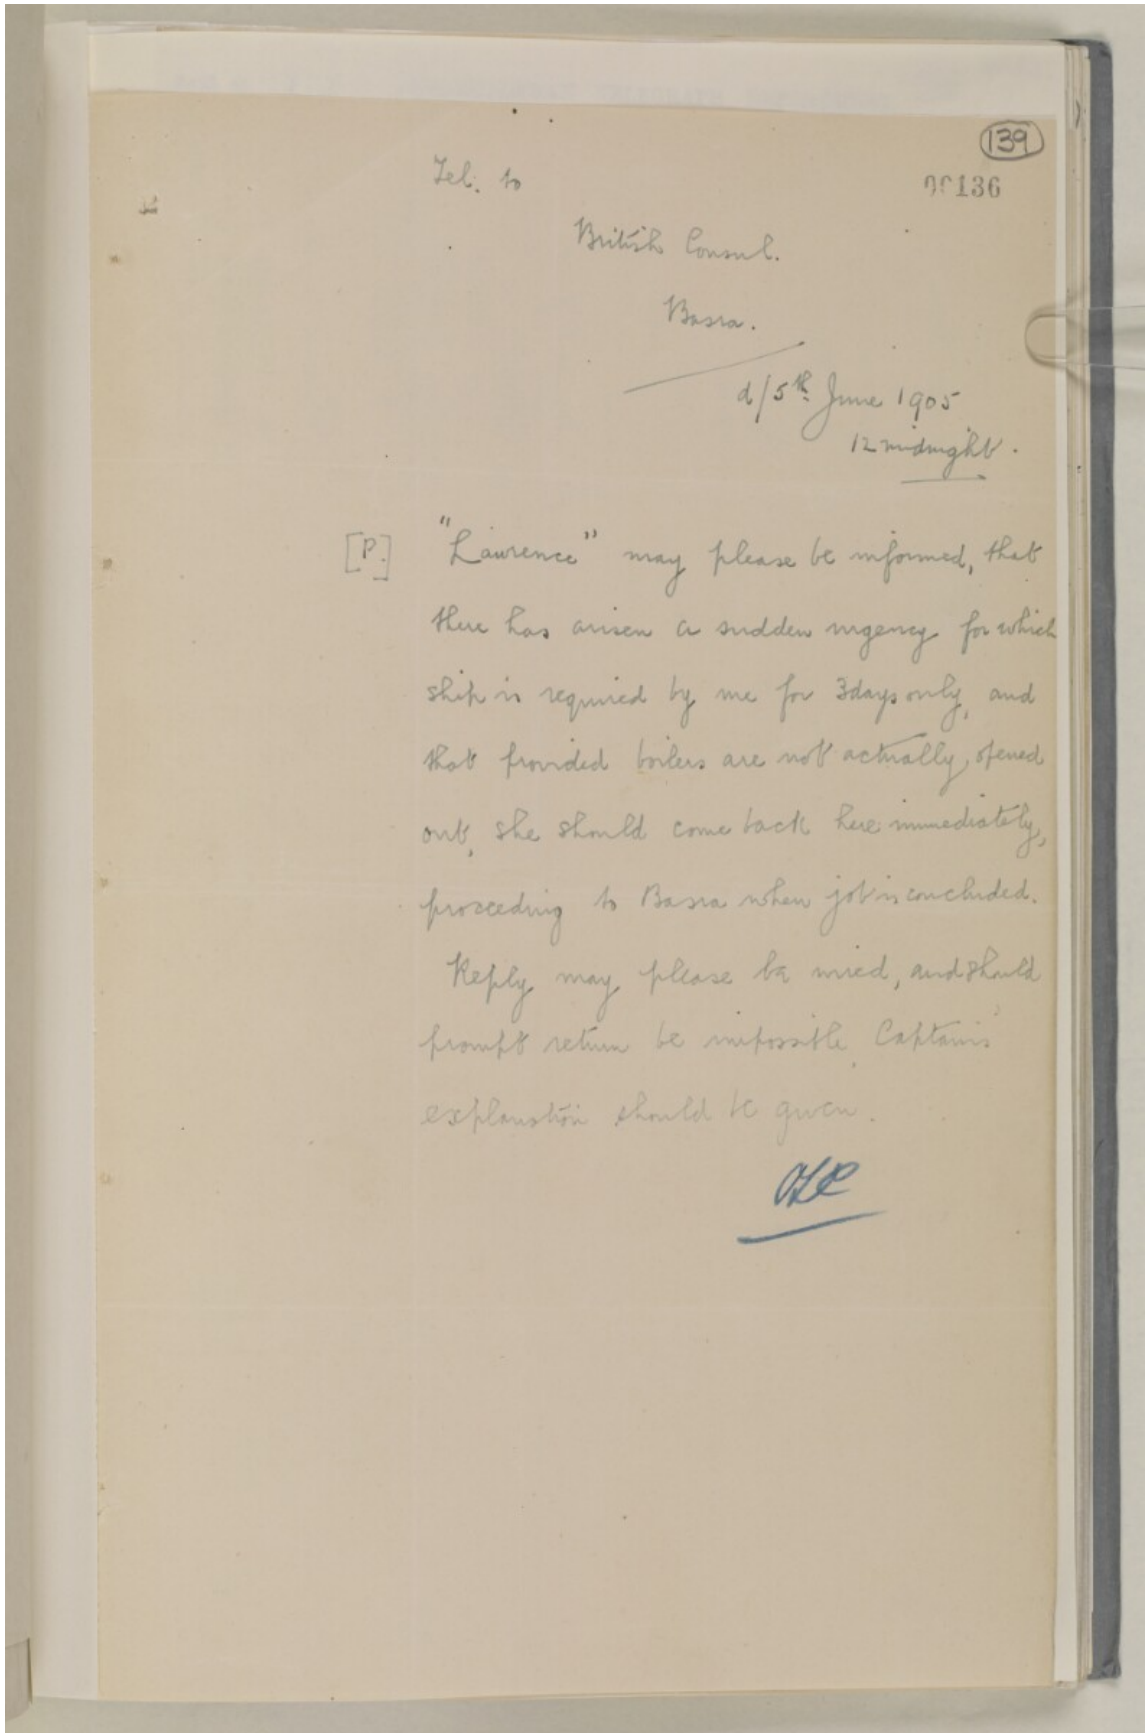 139
00136
Tel. to
British Consul.
Basra.
d/5th June 1905
12 midnight.
[P.] "Lawrence" may please be informed, that
there has arisen a sudden urgency for which
ship is required by me for 3 days only, and
that provided boilers are not actually opened
out, she should come back here immediately,
proceeding to Basra when job is concluded.
Reply may please be wired, and should
prompt return be impossible, Captain's
explanation should be given.